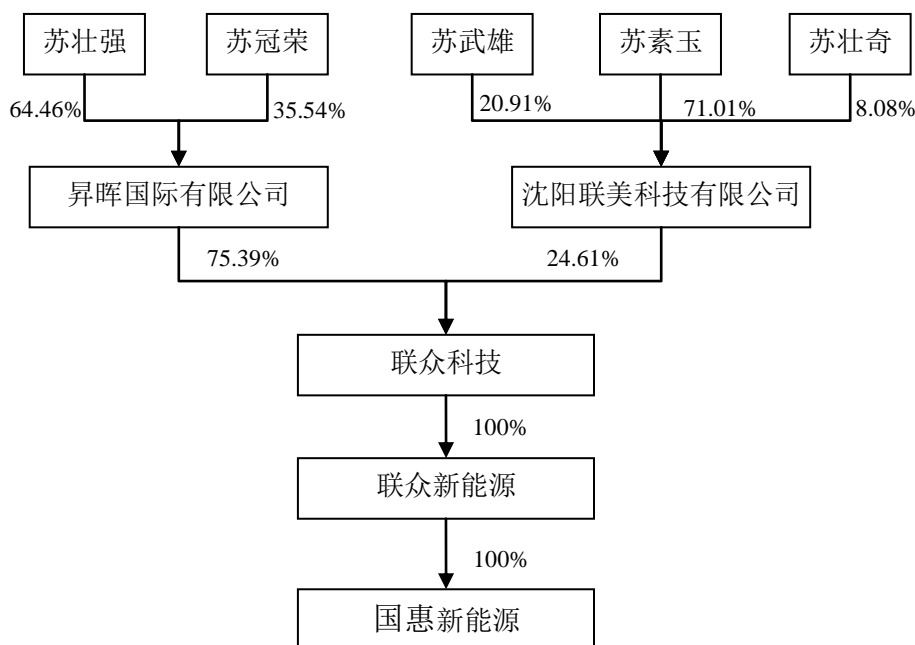 苏壮强 苏冠荣 苏武雄 苏素玉 苏壮奇
64.46% 35.54% 20.91% 71.01% 8.08%
昇晖国际有限公司 沈阳联美科技有限公司
75.39% 24.61%
联众科技
100%
联众新能源
100%
国惠新能源